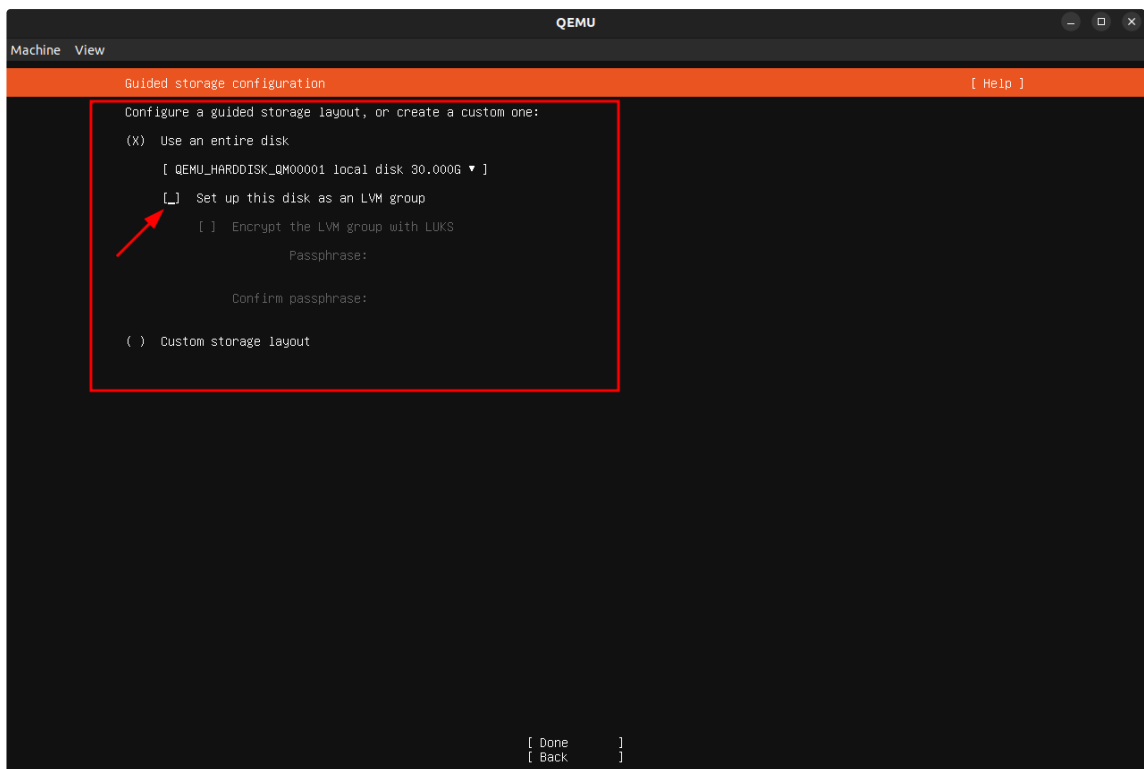 QEMU
Machine View
Guided storage configuration [ Help ]
Configure a guided storage layout, or create a custom one:
(X) Use an entire disk
[ QEMU_HARDDISK_QM00001 local disk 30.000G ▾ ]
[_] Set up this disk as an LVM group
[ ] Encrypt the LVM group with LUKS
Passphrase:
Confirm passphrase:
( ) Custom storage layout
[ Done ]
[ Back ]